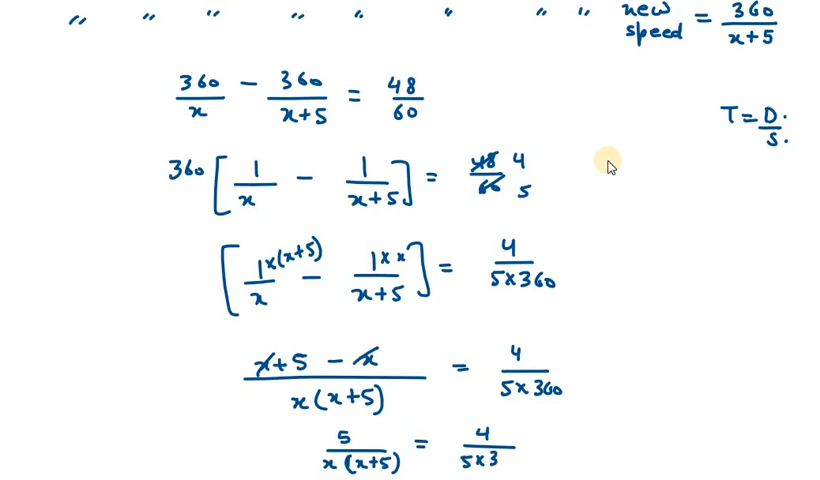 " " " " " " " new speed = 360/(x+5)
360/x − 360/(x+5) = 48/60
T = D/S.
360 [1/x − 1/(x+5)] = 48/60 4/5
[1×(x+5)/x − 1×x/(x+5)] = 4/(5×360)
(x+5 − x)/(x(x+5)) = 4/(5×360)
5/(x(x+5)) = 4/(5×3